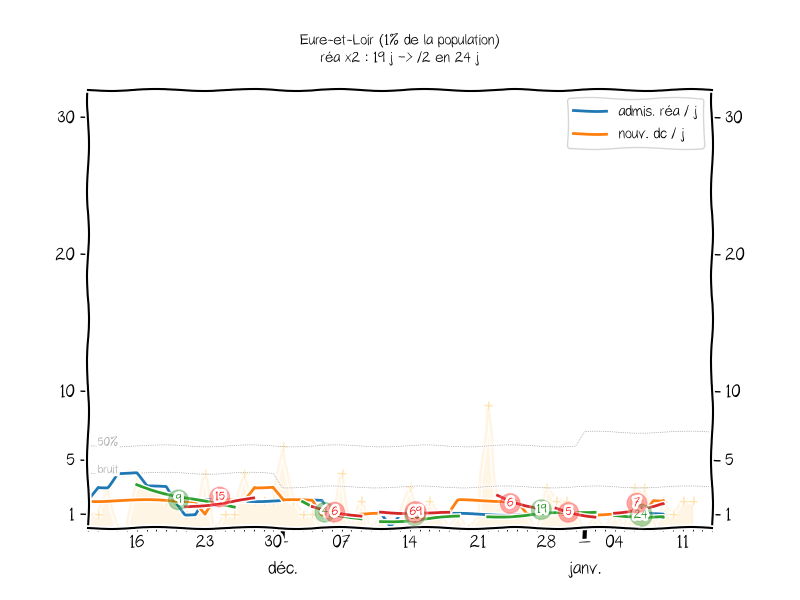 Eure-et-Loir (1% de la population)
réa x2 : 19 j -> /2 en 24 j
admis. réa / j
nouv. dc / j
30 30
20 20
10 10
50%
5 5
bruit
9 15 6 69 6 19 5 7 24
1 1
16 23 30 07 14 21 28 04 11
déc. janv.